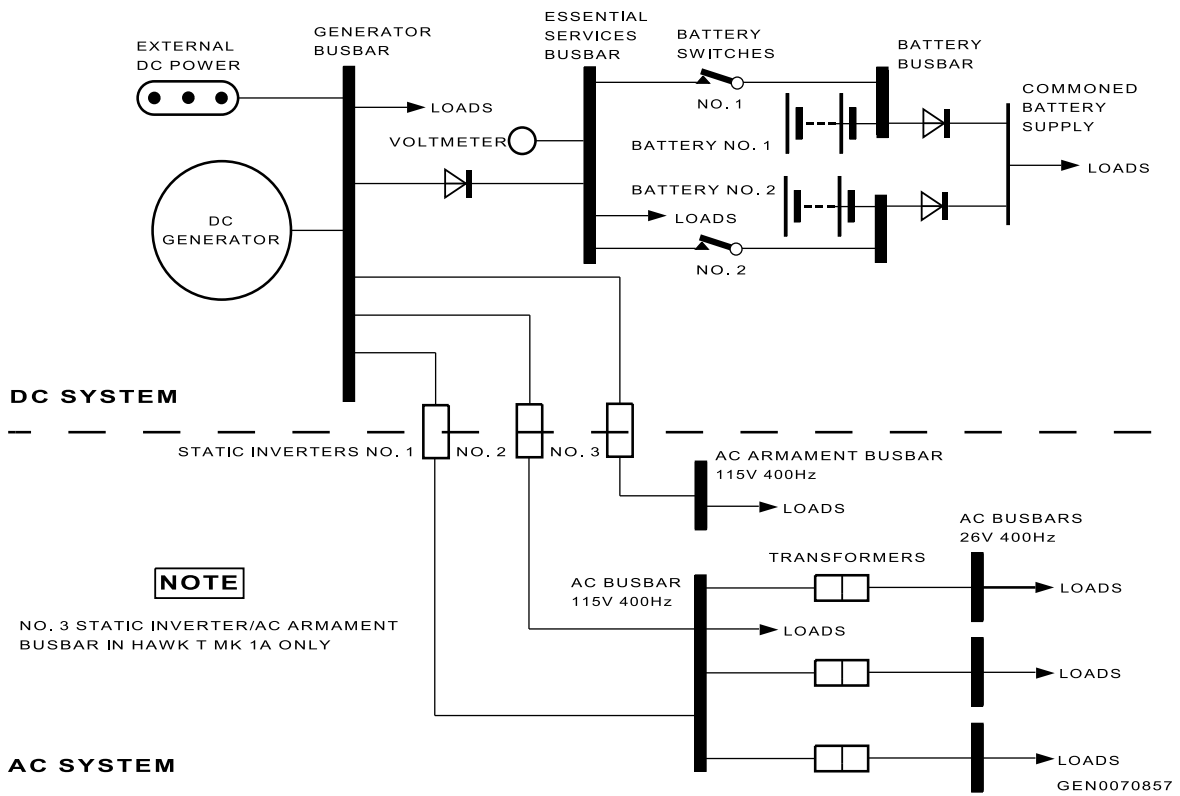 EXTERNAL
DC POWER
GENERATOR
BUSBAR
ESSENTIAL
SERVICES
BUSBAR
BATTERY
SWITCHES
BATTERY
BUSBAR
COMMONED
BATTERY
SUPPLY
LOADS
NO. 1
VOLTMETER
BATTERY NO. 1
LOADS
BATTERY NO. 2
LOADS
DC
GENERATOR
NO. 2
DC SYSTEM
STATIC INVERTERS NO. 1
NO. 2
NO. 3
AC ARMAMENT BUSBAR
115V 400Hz
LOADS
AC BUSBARS
26V 400Hz
TRANSFORMERS
AC BUSBAR
115V 400Hz
LOADS
LOADS
LOADS
LOADS
NOTE
NO. 3 STATIC INVERTER/AC ARMAMENT
BUSBAR IN HAWK T MK 1A ONLY
AC SYSTEM
GEN0070857